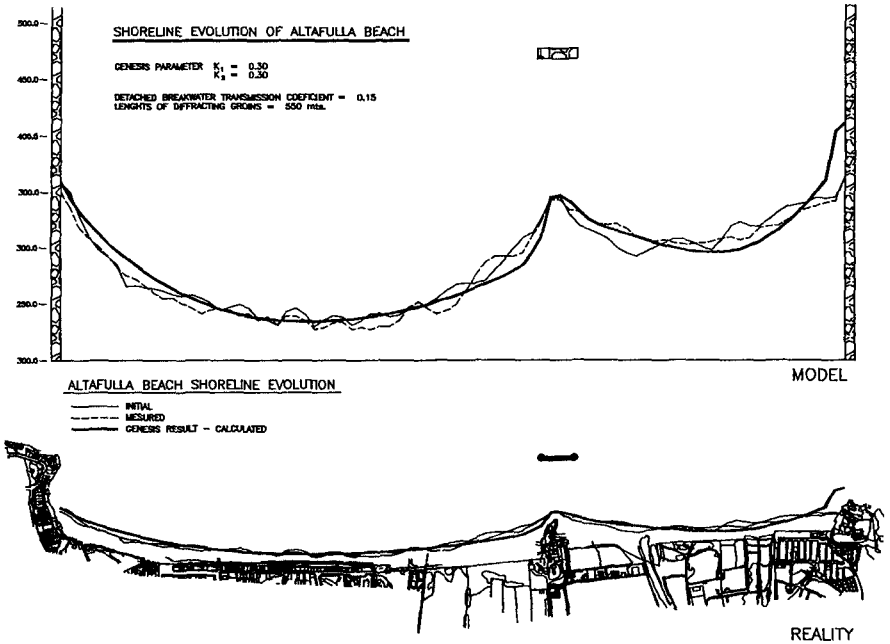 500.0
SHORELINE EVOLUTION OF ALTAFULLA BEACH
GENESIS PARAMETER K₁ = 0.30
K₂ = 0.30
450.0
DETACHED BREAKWATER TRANSMISSION COEFICIENT = 0.15
LENGHTS OF DIFFRACTING GROINS = 550 mts.
400.0
300.0
300.0
250.0
300.0
MODEL
ALTAFULLA BEACH SHORELINE EVOLUTION
INITIAL
MESURED
GENESIS RESULT - CALCULATED
REALITY